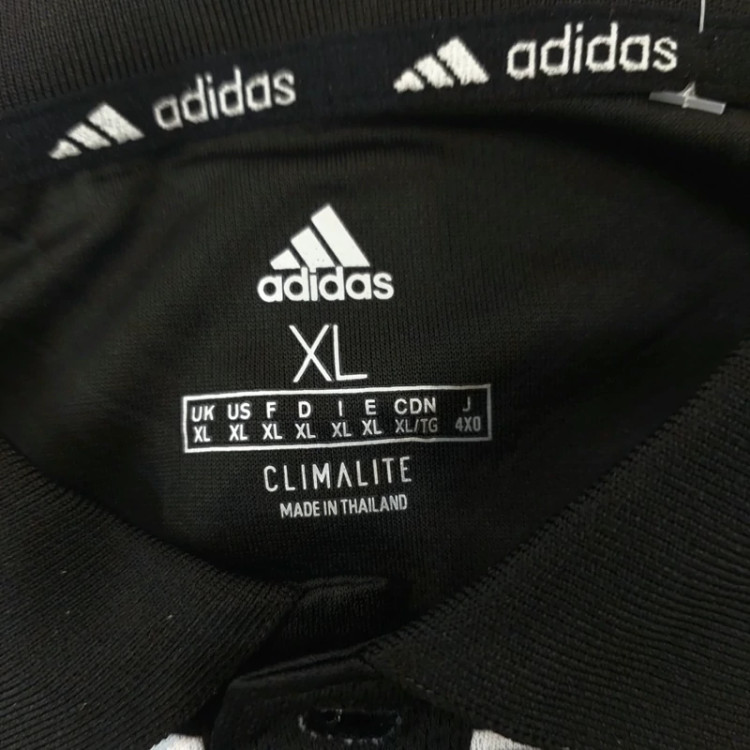 adidas adidas
adidas
XL
UK US F D I E CDN J
XL XL XL XL XL XL XL/TG 4XO
CLIMALITE
MADE IN THAILAND